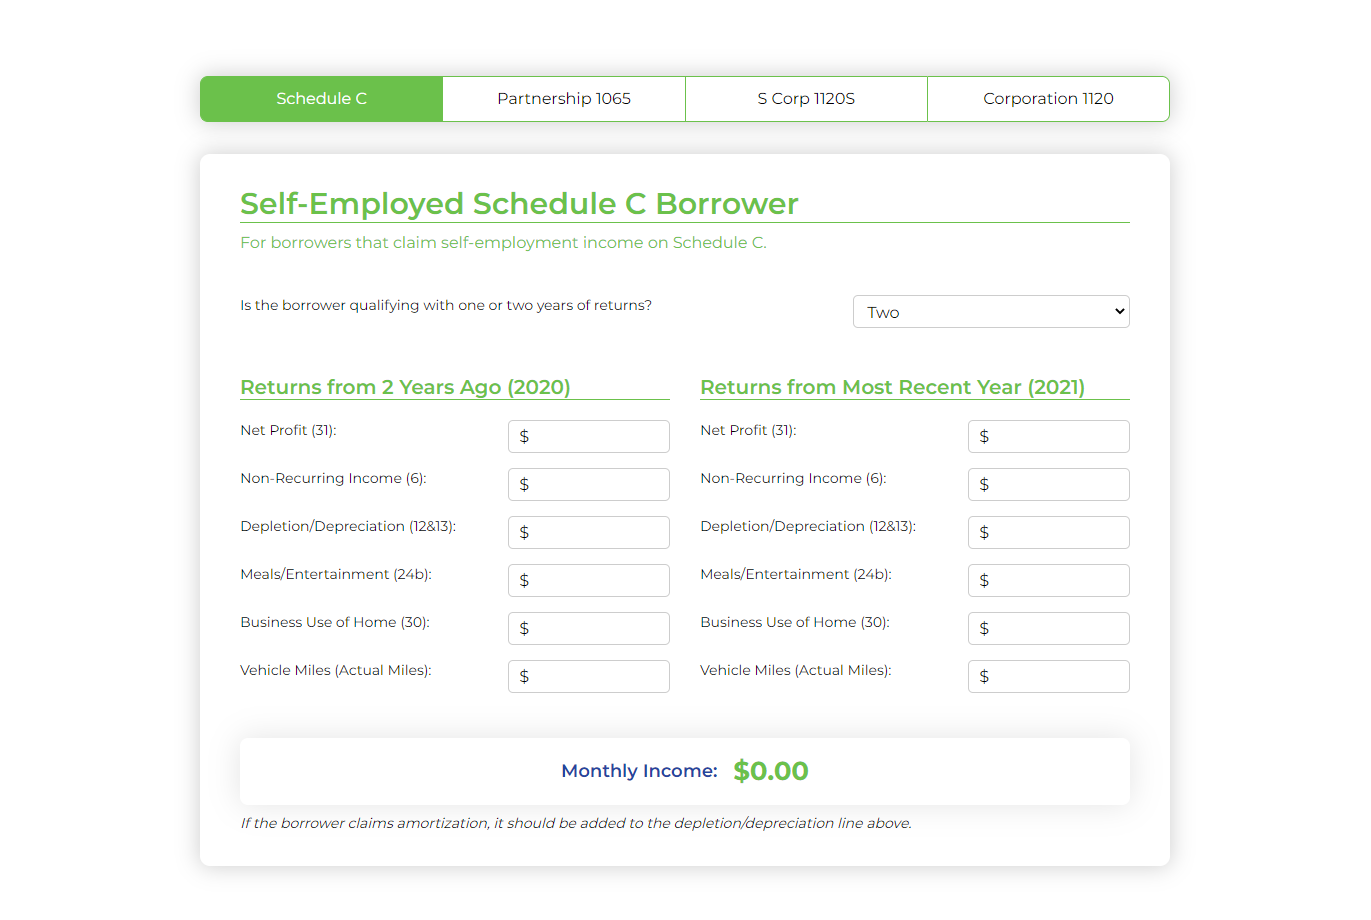 Schedule C
Partnership 1065
S Corp 1120S
Corporation 1120
Self-Employed Schedule C Borrower
For borrowers that claim self-employment income on Schedule C.
Is the borrower qualifying with one or two years of returns?
Two
Returns from 2 Years Ago (2020)
Net Profit (31):
$
Non-Recurring Income (6):
$
Depletion/Depreciation (12&13):
$
Meals/Entertainment (24b):
$
Business Use of Home (30):
$
Vehicle Miles (Actual Miles):
$
Returns from Most Recent Year (2021)
Net Profit (31):
$
Non-Recurring Income (6):
$
Depletion/Depreciation (12&13):
$
Meals/Entertainment (24b):
$
Business Use of Home (30):
$
Vehicle Miles (Actual Miles):
$
Monthly Income: $0.00
If the borrower claims amortization, it should be added to the depletion/depreciation line above.